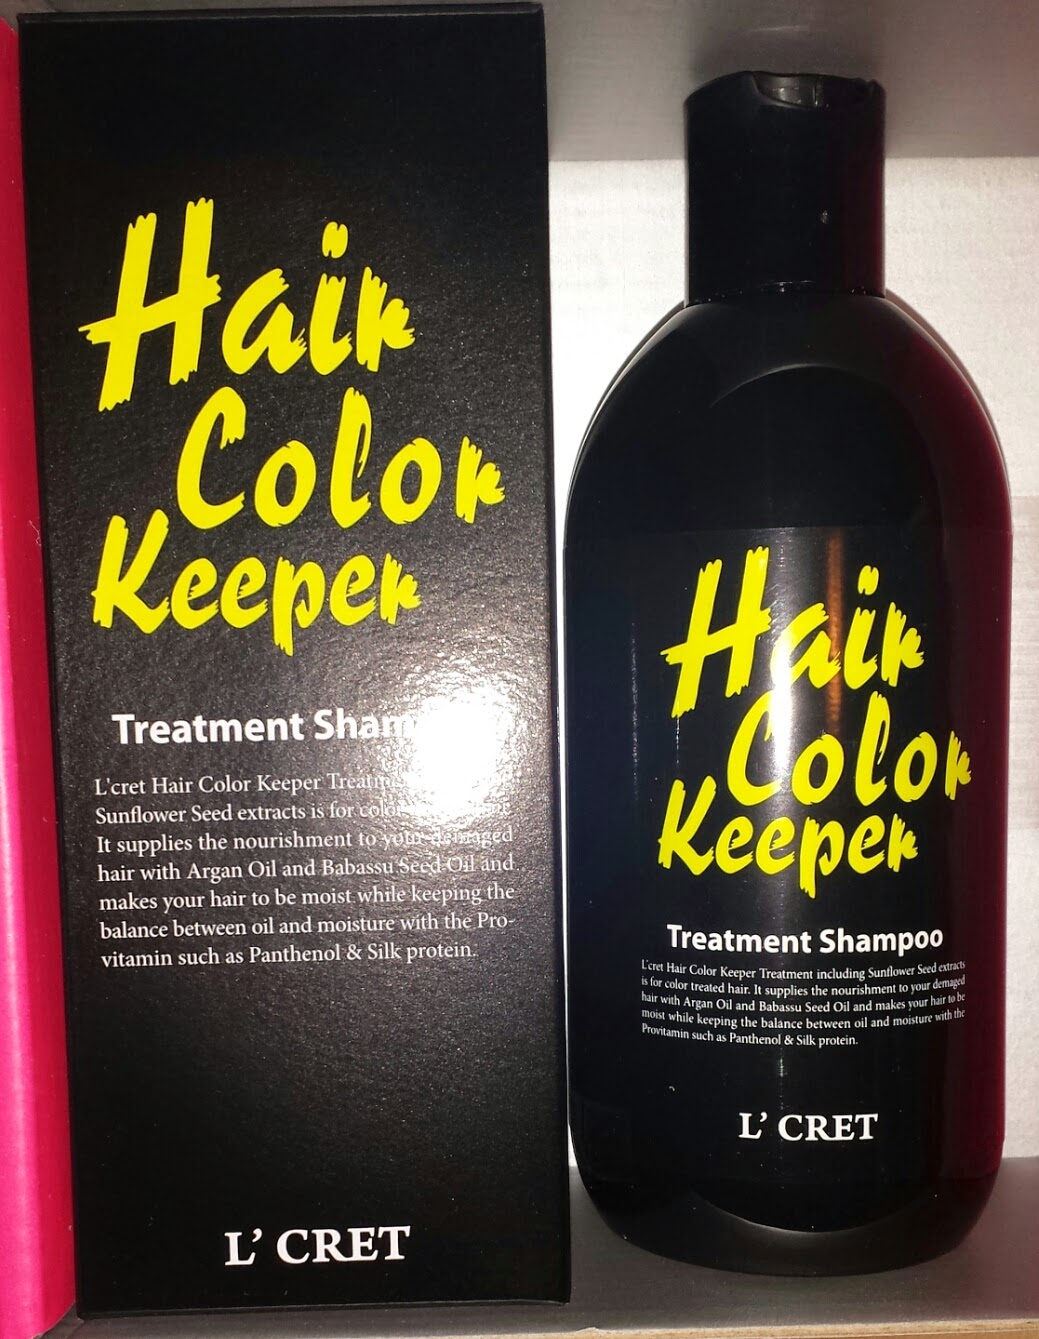 Hair
Color
Keeper
Treatment Sham
L'cret Hair Color Keeper
Sunflower Seed extracts is for
It supplies the nourishment to your damaged
hair with Argan Oil and Babassu Seed Oil and
makes your hair to be moist while keeping the
balance between oil and moisture with the Pro-
vitamin such as Panthenol & Silk protein.
L' CRET
Hair
Color
Keeper
Treatment Shampoo
L'cret Hair Color Keeper Treatment including Sunflower Seed extracts
is for color treated hair. It supplies the nourishment to your damaged
hair with Argan Oil and Babassu Seed Oil and makes your hair to be
moist while keeping the balance between oil and moisture with the
Provitamin such as Panthenol & Silk protein.
L' CRET